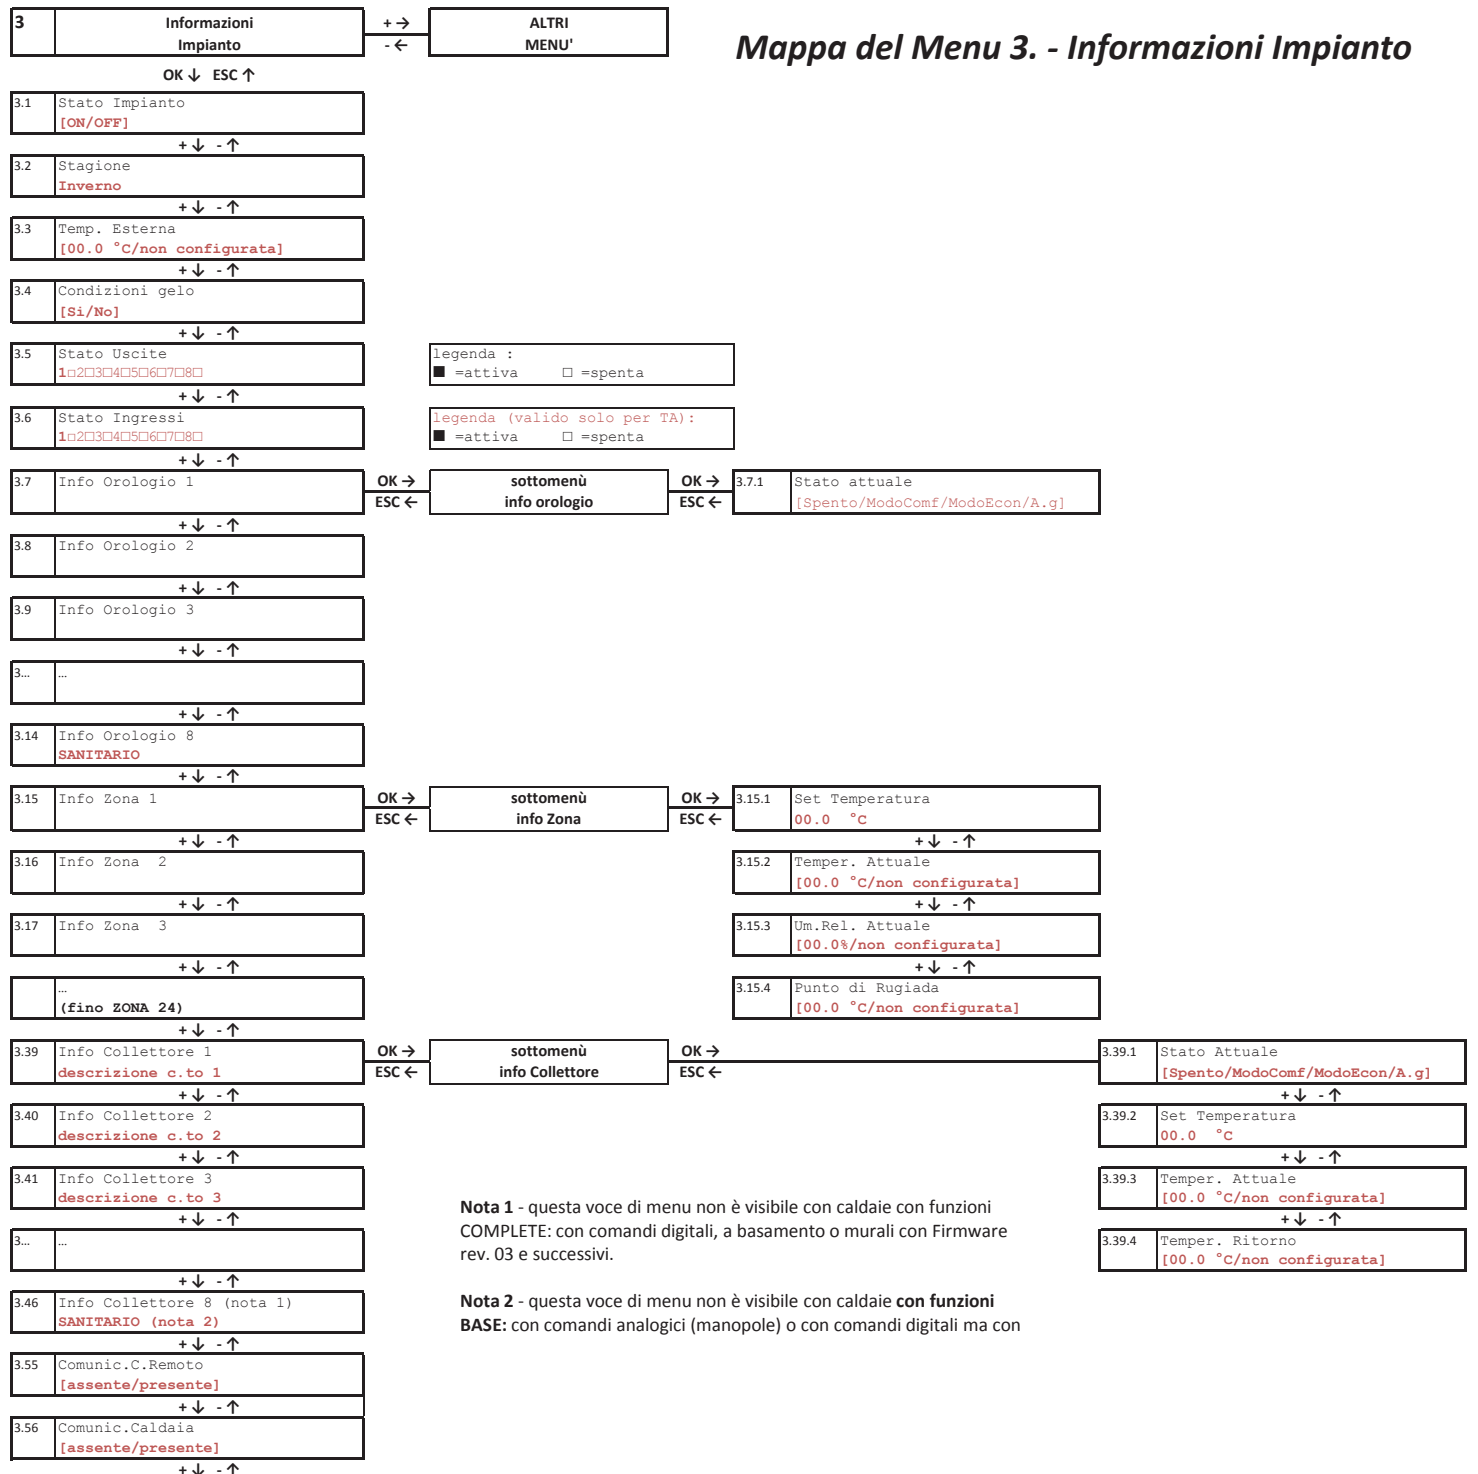 3 Informazioni + → ALTRI
Impianto - ← MENU'
Mappa del Menu 3. - Informazioni Impianto
OK ↓ ESC ↑
3.1 Stato Impianto
[ON/OFF]
+ ↓ - ↑
3.2 Stagione
Inverno
+ ↓ - ↑
3.3 Temp. Esterna
[00.0 °C/non configurata]
+ ↓ - ↑
3.4 Condizioni gelo
[Si/No]
+ ↓ - ↑
3.5 Stato Uscite
1□2□3□4□5□6□7□8□
legenda :
■ =attiva □ =spenta
+ ↓ - ↑
3.6 Stato Ingressi
1□2□3□4□5□6□7□8□
legenda (valido solo per TA):
■ =attiva □ =spenta
+ ↓ - ↑
3.7 Info Orologio 1 OK → sottomenù OK → 3.7.1 Stato attuale
ESC ← info orologio ESC ← [Spento/ModoComf/ModoEcon/A.g]
+ ↓ - ↑
3.8 Info Orologio 2
+ ↓ - ↑
3.9 Info Orologio 3
+ ↓ - ↑
3... ...
+ ↓ - ↑
3.14 Info Orologio 8
SANITARIO
+ ↓ - ↑
3.15 Info Zona 1 OK → sottomenù OK → 3.15.1 Set Temperatura
ESC ← info Zona ESC ← 00.0 °C
+ ↓ - ↑ + ↓ - ↑
3.16 Info Zona 2 3.15.2 Temper. Attuale
[00.0 °C/non configurata]
+ ↓ - ↑ + ↓ - ↑
3.17 Info Zona 3 3.15.3 Um.Rel. Attuale
[00.0%/non configurata]
+ ↓ - ↑ + ↓ - ↑
... 3.15.4 Punto di Rugiada
(fino ZONA 24) [00.0 °C/non configurata]
+ ↓ - ↑
3.39 Info Collettore 1 OK → sottomenù OK → 3.39.1 Stato Attuale
descrizione c.to 1 ESC ← info Collettore ESC ← [Spento/ModoComf/ModoEcon/A.g]
+ ↓ - ↑ + ↓ - ↑
3.40 Info Collettore 2 3.39.2 Set Temperatura
descrizione c.to 2 00.0 °C
+ ↓ - ↑ + ↓ - ↑
3.41 Info Collettore 3 3.39.3 Temper. Attuale
descrizione c.to 3 [00.0 °C/non configurata]
+ ↓ - ↑ + ↓ - ↑
3... ... 3.39.4 Temper. Ritorno
[00.0 °C/non configurata]
+ ↓ - ↑
Nota 1 - questa voce di menu non è visibile con caldaie con funzioni
COMPLETE: con comandi digitali, a basamento o murali con Firmware
rev. 03 e successivi.
Nota 2 - questa voce di menu non è visibile con caldaie con funzioni
BASE: con comandi analogici (manopole) o con comandi digitali ma con
3.46 Info Collettore 8 (nota 1)
SANITARIO (nota 2)
+ ↓ - ↑
3.55 Comunic.C.Remoto
[assente/presente]
+ ↓ - ↑
3.56 Comunic.Caldaia
[assente/presente]
+ ↓ - ↑